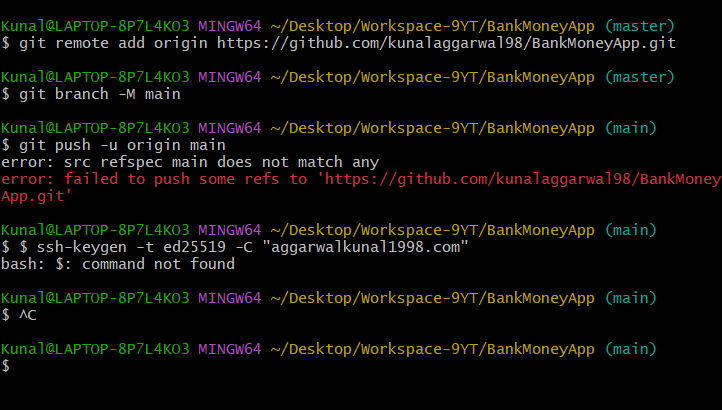 Kunal@LAPTOP-8P7L4KO3 MINGW64 ~/Desktop/Workspace-9YT/BankMoneyApp (master)
$ git remote add origin https://github.com/kunalaggarwal98/BankMoneyApp.git
Kunal@LAPTOP-8P7L4KO3 MINGW64 ~/Desktop/Workspace-9YT/BankMoneyApp (master)
$ git branch -M main
Kunal@LAPTOP-8P7L4KO3 MINGW64 ~/Desktop/Workspace-9YT/BankMoneyApp (main)
$ git push -u origin main
error: src refspec main does not match any
error: failed to push some refs to 'https://github.com/kunalaggarwal98/BankMoney
App.git'
Kunal@LAPTOP-8P7L4KO3 MINGW64 ~/Desktop/Workspace-9YT/BankMoneyApp (main)
$ $ ssh-keygen -t ed25519 -C "aggarwalkunal1998.com"
bash: $: command not found
Kunal@LAPTOP-8P7L4KO3 MINGW64 ~/Desktop/Workspace-9YT/BankMoneyApp (main)
$ ^C
Kunal@LAPTOP-8P7L4KO3 MINGW64 ~/Desktop/Workspace-9YT/BankMoneyApp (main)
$